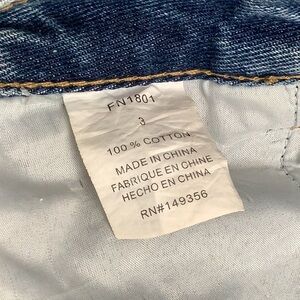 FN1801
3
100% COTTON
MADE IN CHINA
FABRIQUE EN CHINE
HECHO EN CHINA
RN#149356